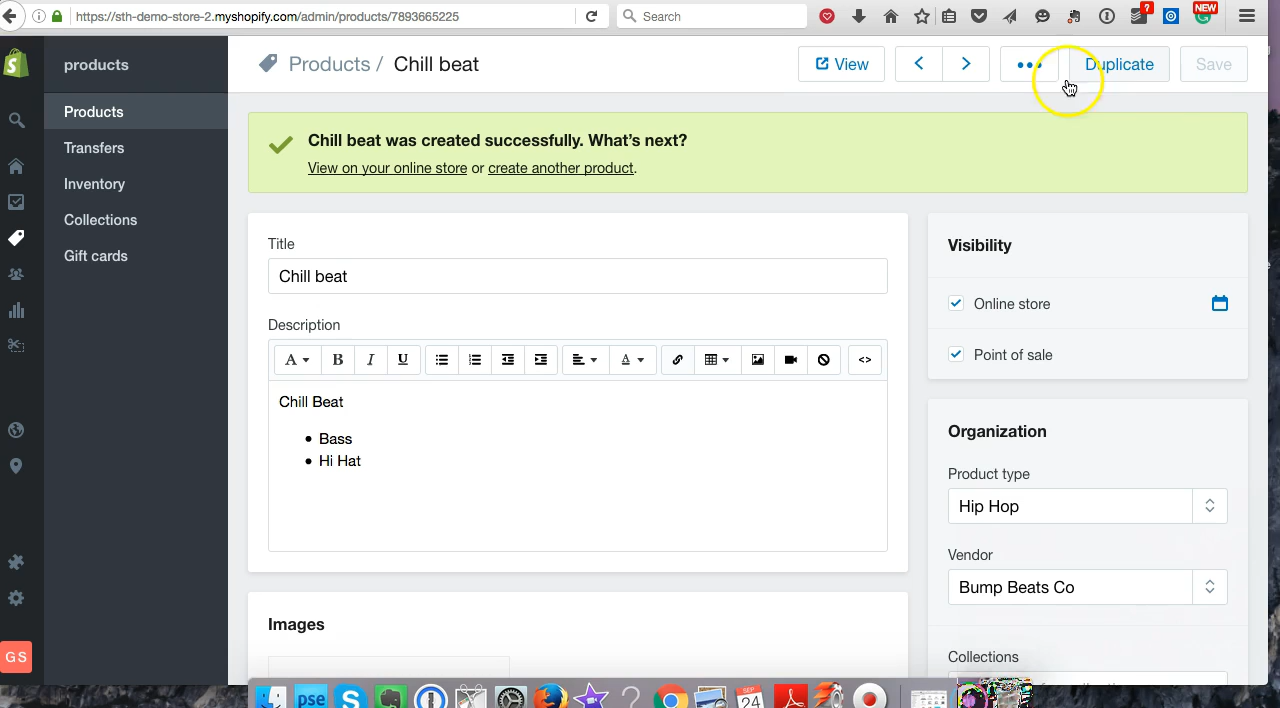 https://sth-demo-store-2.myshopify.com/admin/products/7893665225
Search
?
NEW
products
Products
Transfers
Inventory
Collections
Gift cards
GS
Products / Chill beat
View
Duplicate
Save
Chill beat was created successfully. What's next?
View on your online store or create another product.
Title
Chill beat
Description
A
B
I
U
A
Chill Beat
Bass
Hi Hat
Images
Visibility
Online store
Point of sale
Organization
Product type
Hip Hop
Vendor
Bump Beats Co
Collections
pse
SEP
24